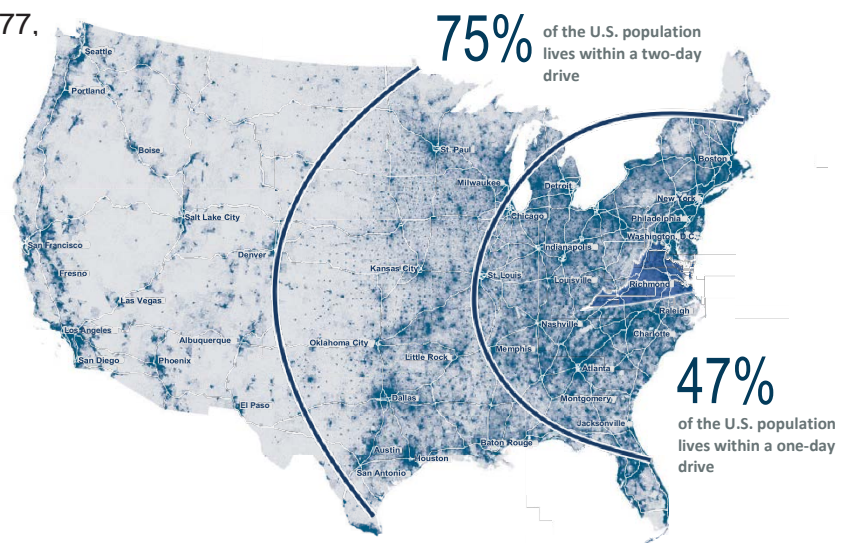 77,
75%
of the U.S. population
lives within a two-day
drive
Seattle
Portland
Boise
St. Paul
Milwaukee
Detroit
Boston
New York
Salt Lake City
Chicago
Philadelphia
Washington, D.C.
San Francisco
Denver
Indianapolis
Kansas City
St. Louis
Louisville
Richmond
Fresno
Las Vegas
Raleigh
Los Angeles
Albuquerque
Oklahoma City
Nashville
Charlotte
San Diego
Phoenix
Little Rock
Memphis
Atlanta
El Paso
Dallas
Montgomery
47%
of the U.S. population
lives within a one-day
drive
Jacksonville
Austin
Baton Rouge
Houston
San Antonio